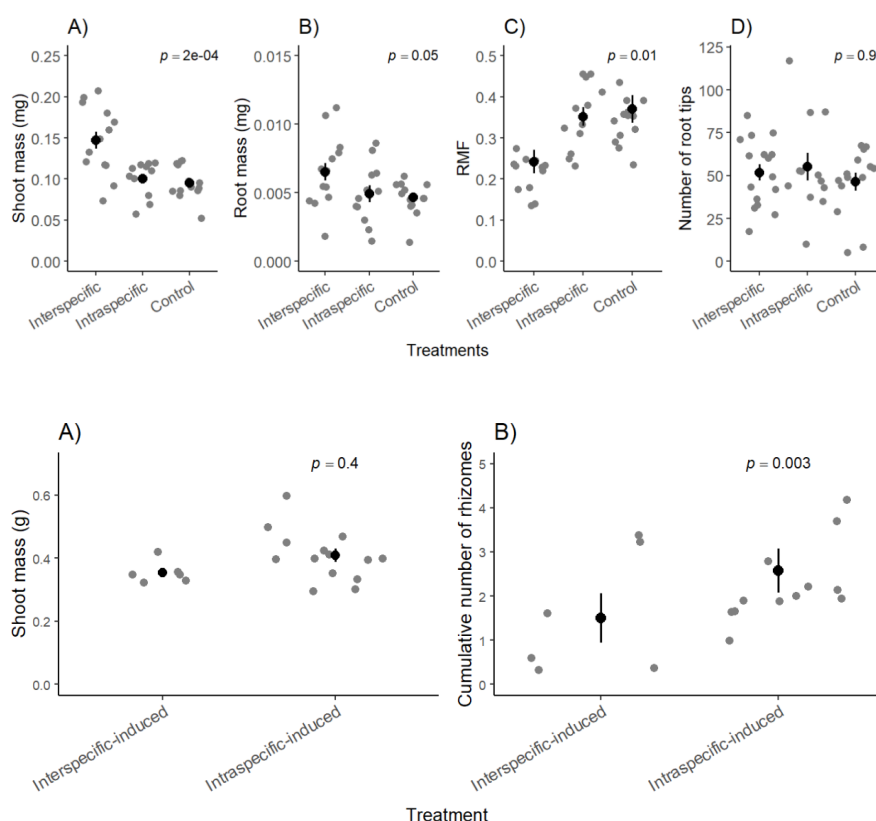 A) B) C) D)
p = 2e-04 p = 0.05 p = 0.01 p = 0.9
Shoot mass (mg)
0.25
0.20
0.15
0.10
0.05
0.00
Interspecific
Intraspecific
Control
Root mass (mg)
0.015
0.010
0.005
0.000
Interspecific
Intraspecific
Control
RMF
0.5
0.4
0.3
0.2
0.1
0.0
Interspecific
Intraspecific
Control
Number of root tips
125
100
75
50
25
0
Interspecific
Intraspecific
Control
Treatments
A) B)
p = 0.4 p = 0.003
Shoot mass (g)
0.6
0.4
0.2
0.0
Interspecific-induced
Intraspecific-induced
Cumulative number of rhizomes
5
4
3
2
1
0
Interspecific-induced
Intraspecific-induced
Treatment